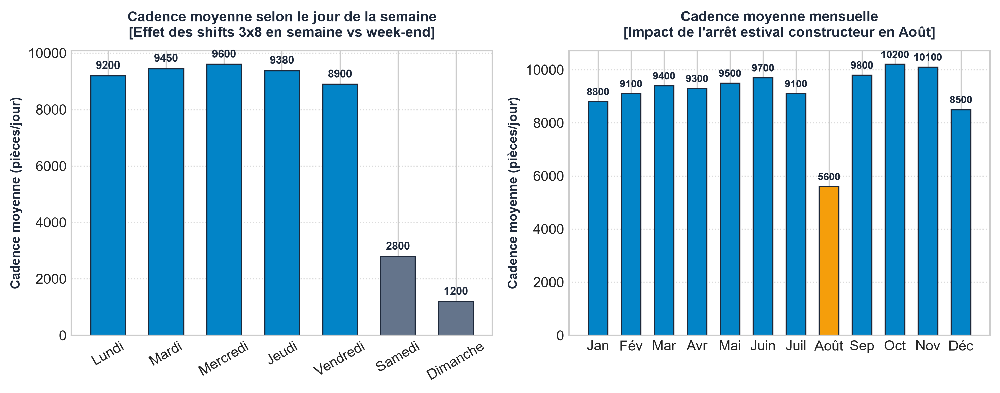 Cadence moyenne selon le jour de la semaine
[Effet des shifts 3x8 en semaine vs week-end]
Cadence moyenne (pièces/jour)
10000
8000
6000
4000
2000
0
9200
9450
9600
9380
8900
2800
1200
Lundi
Mardi
Mercredi
Jeudi
Vendredi
Samedi
Dimanche
Cadence moyenne mensuelle
[Impact de l'arrêt estival constructeur en Août]
Cadence moyenne (pièces/jour)
10000
8000
6000
4000
2000
0
8800
9100
9400
9300
9500
9700
9100
5600
9800
10200
10100
8500
Jan Fév Mar Avr Mai Juin Juil Août Sep Oct Nov Déc